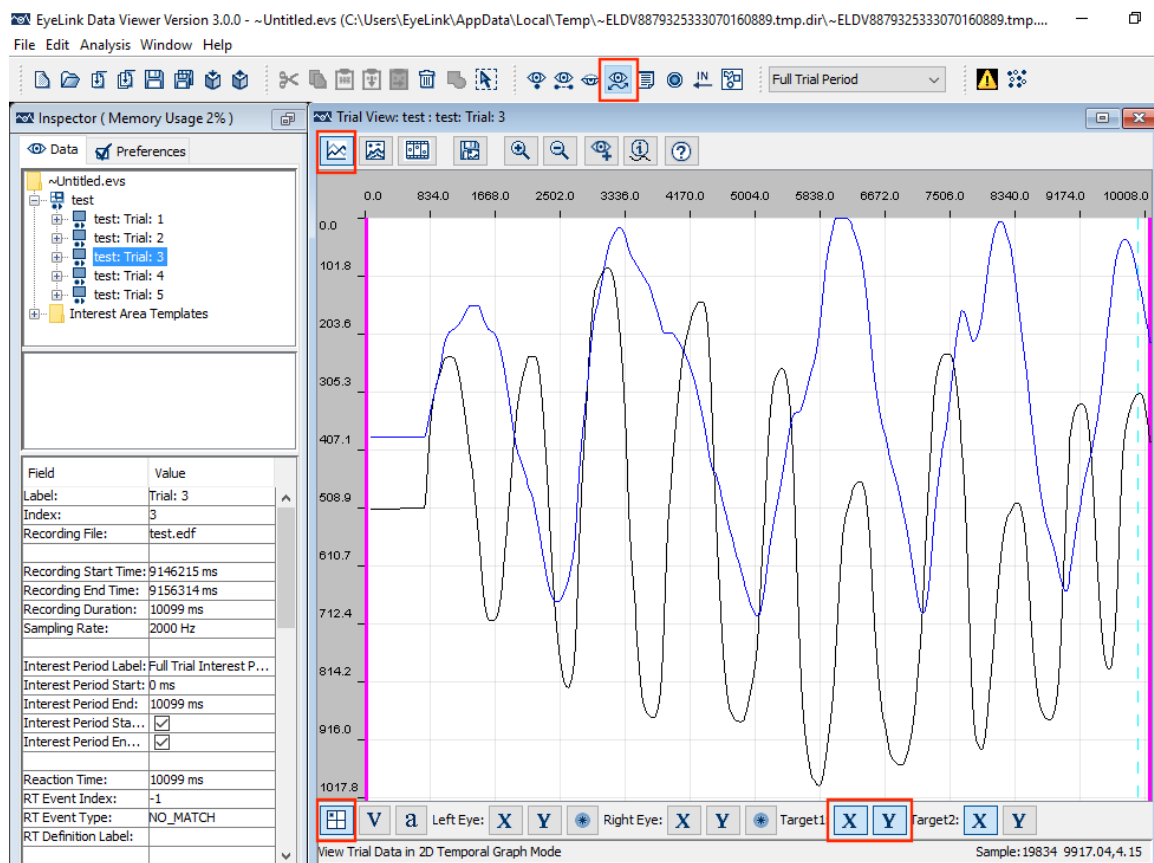 EyeLink Data Viewer Version 3.0.0 - ~Untitled.evs (C:\Users\EyeLink\AppData\Local\Temp\~ELDV8879325333070160889.tmp.dir\~ELDV8879325333070160889.tmp....
File Edit Analysis Window Help
IN Full Trial Period
Inspector ( Memory Usage 2% )
Data Preferences
~Untitled.evs
test
test: Trial: 1
test: Trial: 2
test: Trial: 3
test: Trial: 4
test: Trial: 5
Interest Area Templates
Field Value
Label: Trial: 3
Index: 3
Recording File: test.edf
Recording Start Time: 9146215 ms
Recording End Time: 9156314 ms
Recording Duration: 10099 ms
Sampling Rate: 2000 Hz
Interest Period Label: Full Trial Interest P...
Interest Period Start: 0 ms
Interest Period End: 10099 ms
Interest Period Sta...
Interest Period En...
Reaction Time: 10099 ms
RT Event Index: -1
RT Event Type: NO_MATCH
RT Definition Label:
Trial View: test : test: Trial: 3
0.0 834.0 1668.0 2502.0 3336.0 4170.0 5004.0 5838.0 6672.0 7506.0 8340.0 9174.0 10008.0
0.0
101.8
203.6
305.3
407.1
508.9
610.7
712.4
814.2
916.0
1017.8
V a Left Eye: X Y Right Eye: X Y Target1 X Y Target2: X Y
View Trial Data in 2D Temporal Graph Mode
Sample: 19834 9917.04,4.15